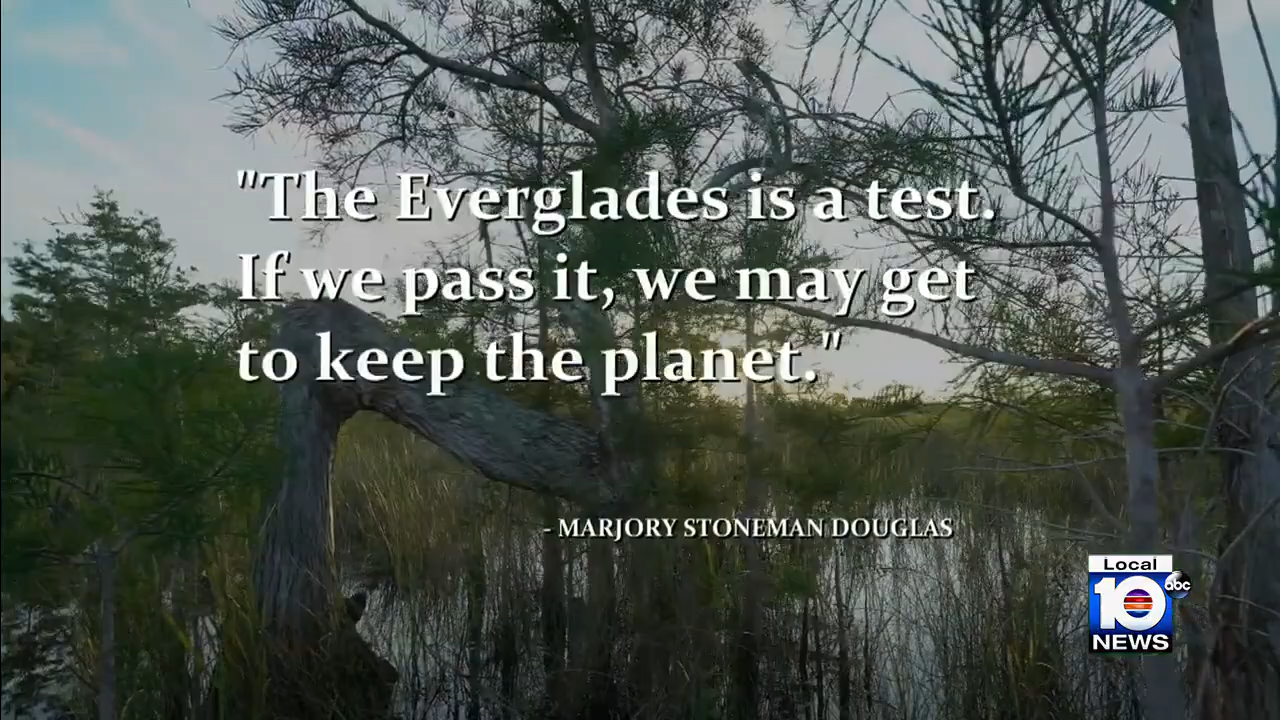 "The Everglades is a test.
If we pass it, we may get
to keep the planet."
- MARJORY STONEMAN DOUGLAS
Local
10
abc
NEWS